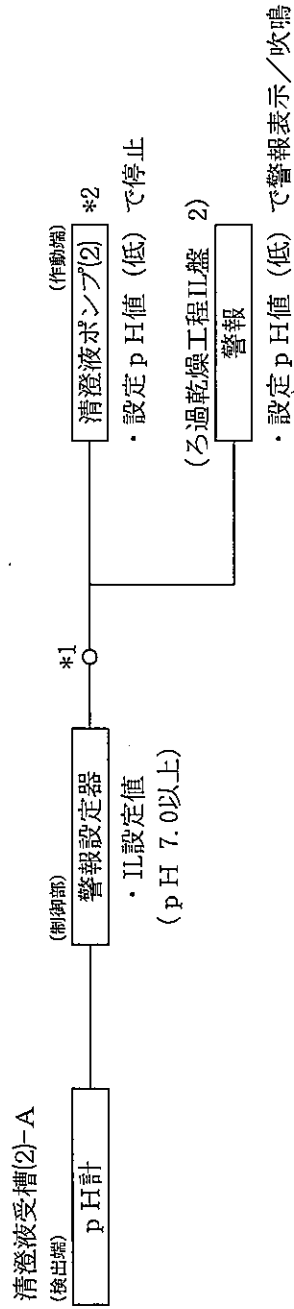 清澄液受槽(2)-A
(検出端)
pH計
(制御部)
警報設定器
・IL設定値
(pH 7.0以上)
*1
(作動端)
清澄液ポンプ(2) *2
・設定pH値 (低) で停止
(ろ過乾燥工程IL盤 2)
警報
・設定pH値 (低) で警報表示/吹鳴